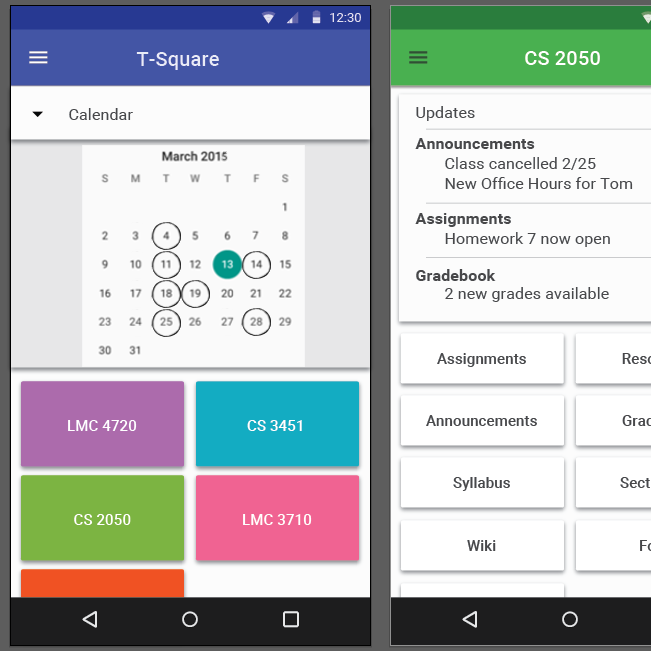 12:30
T-Square
Calendar
March 2015
S M T W T F S
1
2 3 4 5 6 7 8
9 10 11 12 13 14 15
16 17 18 19 20 21 22
23 24 25 26 27 28 29
30 31
LMC 4720
CS 3451
CS 2050
LMC 3710
CS 2050
Updates
Announcements
Class cancelled 2/25
New Office Hours for Tom
Assignments
Homework 7 now open
Gradebook
2 new grades available
Assignments
Reso
Announcements
Grad
Syllabus
Sect
Wiki
Fo